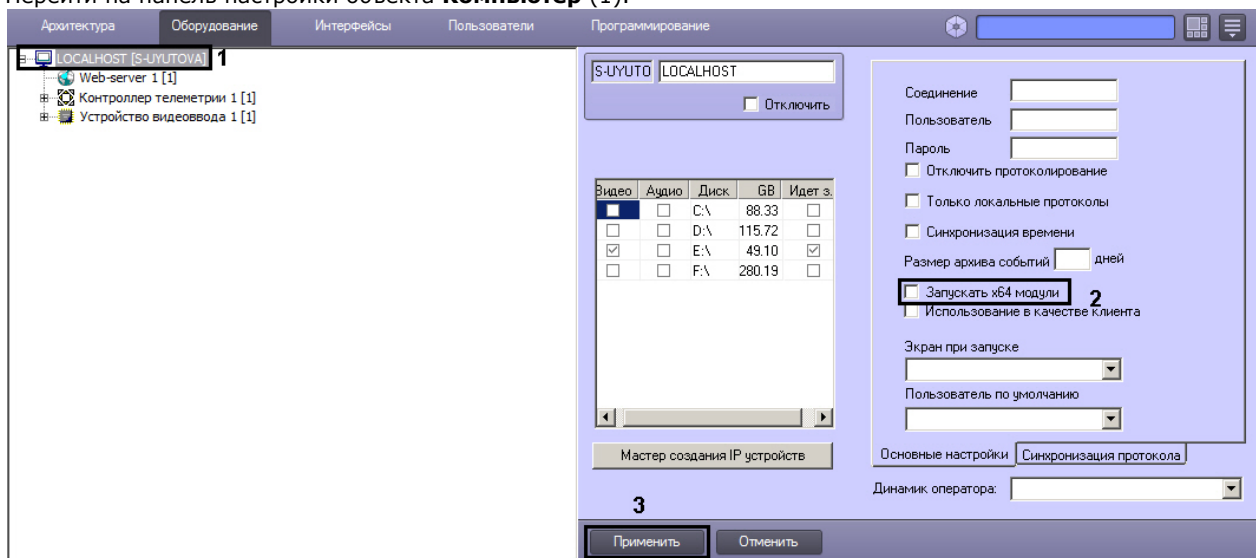 Перейти на панель настройки объекта Компьютер (1).
Архитектура Оборудование Интерфейсы Пользователи Программирование
LOCALHOST [S-UYUTOVA] 1
Web-server 1 [1]
Контроллер телеметрии 1 [1]
Устройство видеоввода 1 [1]
S-UYUTO LOCALHOST
Отключить
Видео Аудио Диск GB Идет з.
C:\ 88.33
D:\ 115.72
E:\ 49.10
F:\ 280.19
Мастер создания IP устройств
Соединение
Пользователь
Пароль
Отключить протоколирование
Только локальные протоколы
Синхронизация времени
Размер архива событий дней
Запускать x64 модули 2
Использование в качестве клиента
Экран при запуске
Пользователь по умолчанию
Основные настройки Синхронизация протокола
Динамик оператора:
3
Применить Отменить